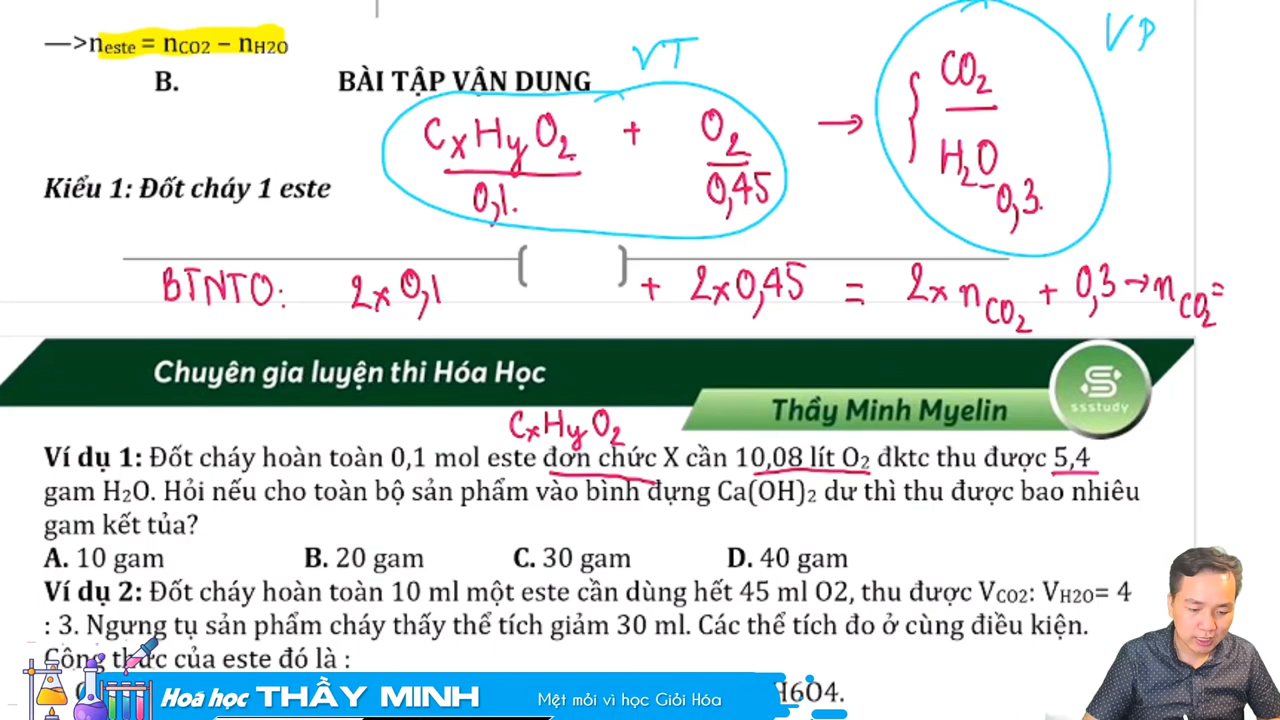 —>neste = nCO2 – nH2O
VT
VP
B. BÀI TẬP VẬN DỤNG
CxHyO2 + O2 → { CO2
0,1. 0,45 H2O
0,3.
Kiểu 1: Đốt cháy 1 este
BTNTO: 2x0,1 + 2x0,45 = 2x nCO2 + 0,3 → nCO2 =
Chuyên gia luyện thi Hóa Học
ssstudy
Thầy Minh Myelin
CxHyO2
Ví dụ 1: Đốt cháy hoàn toàn 0,1 mol este đơn chức X cần 10,08 lít O2 đktc thu được 5,4
gam H2O. Hỏi nếu cho toàn bộ sản phẩm vào bình đựng Ca(OH)2 dư thì thu được bao nhiêu
gam kết tủa?
A. 10 gam B. 20 gam C. 30 gam D. 40 gam
Ví dụ 2: Đốt cháy hoàn toàn 10 ml một este cần dùng hết 45 ml O2, thu được VCO2: VH2O= 4
: 3. Ngưng tụ sản phẩm cháy thấy thể tích giảm 30 ml. Các thể tích đo ở cùng điều kiện.
Công thức của este đó là :
H6O4.
Hoá học THẦY MINH Mệt mỏi vì học Giỏi Hóa